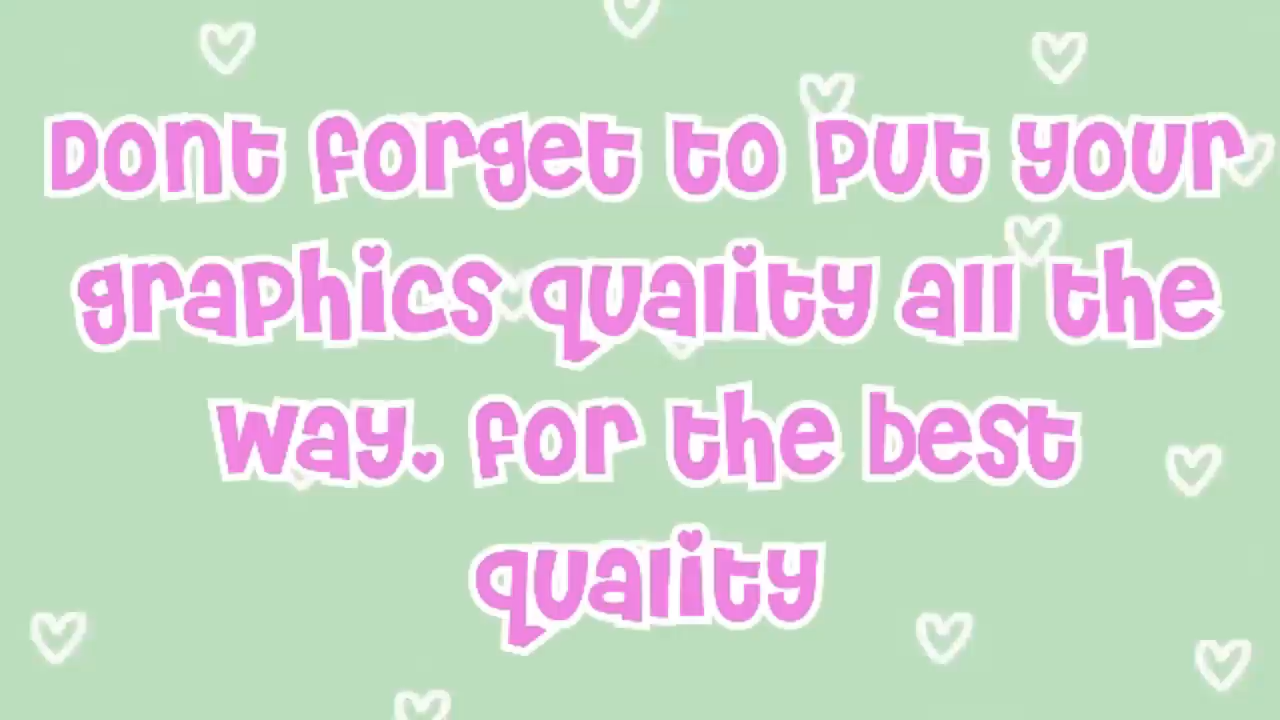 Dont forget to put your
graphics quality all the
way. for the best
quality